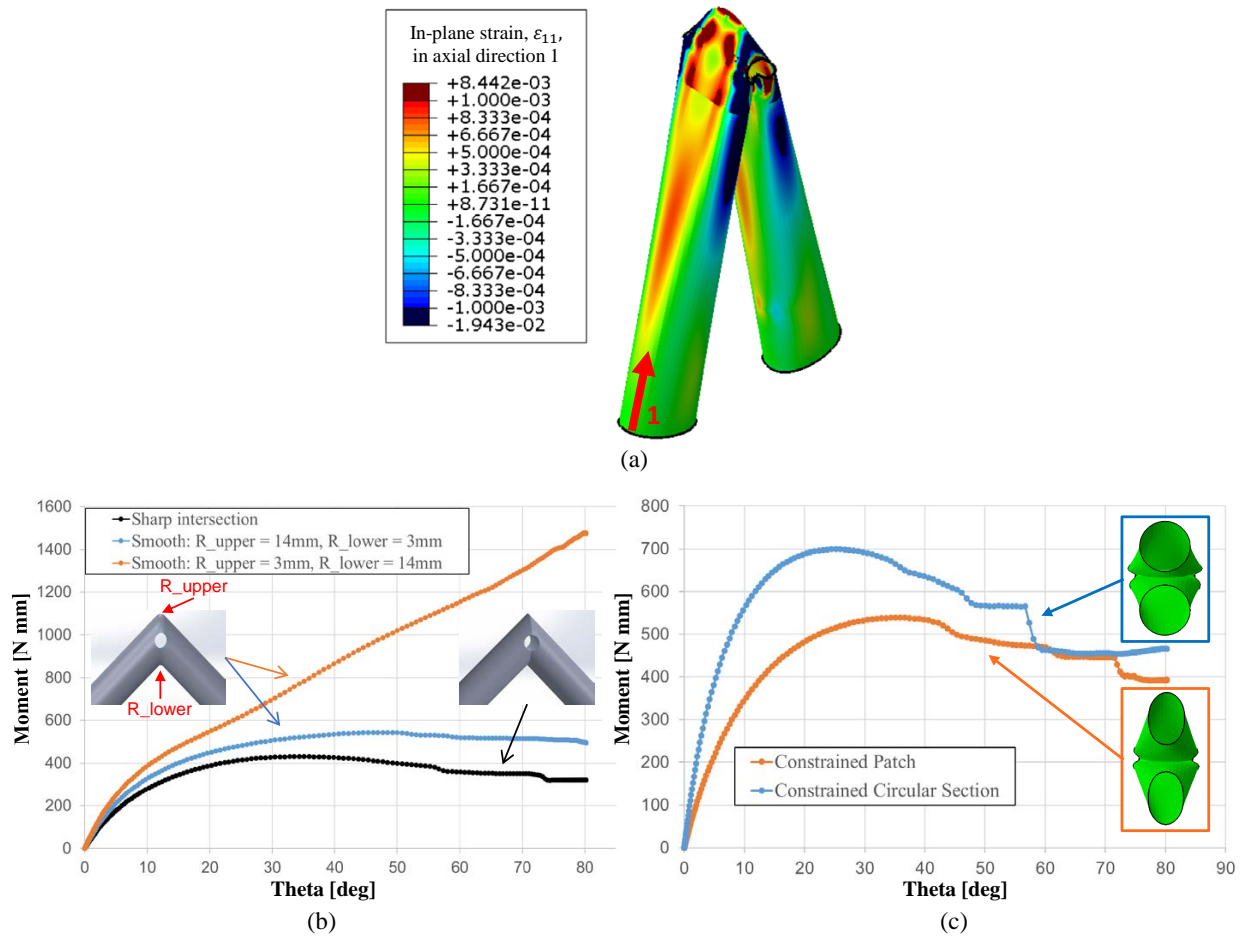 In-plane strain, ε₁₁,
in axial direction 1
+8.442e-03
+1.000e-03
+8.333e-04
+6.667e-04
+5.000e-04
+3.333e-04
+1.667e-04
+8.731e-11
-1.667e-04
-3.333e-04
-5.000e-04
-6.667e-04
-8.333e-04
-1.000e-03
-1.943e-02
1
(a)
1600
1400
1200
1000
800
600
400
200
0
Moment [N mm]
Sharp intersection
Smooth: R_upper = 14mm, R_lower = 3mm
Smooth: R_upper = 3mm, R_lower = 14mm
R_upper
R_lower
0 10 20 30 40 50 60 70 80
Theta [deg]
(b)
800
700
600
500
400
300
200
100
0
Moment [N mm]
Constrained Patch
Constrained Circular Section
0 10 20 30 40 50 60 70 80 90
Theta [deg]
(c)